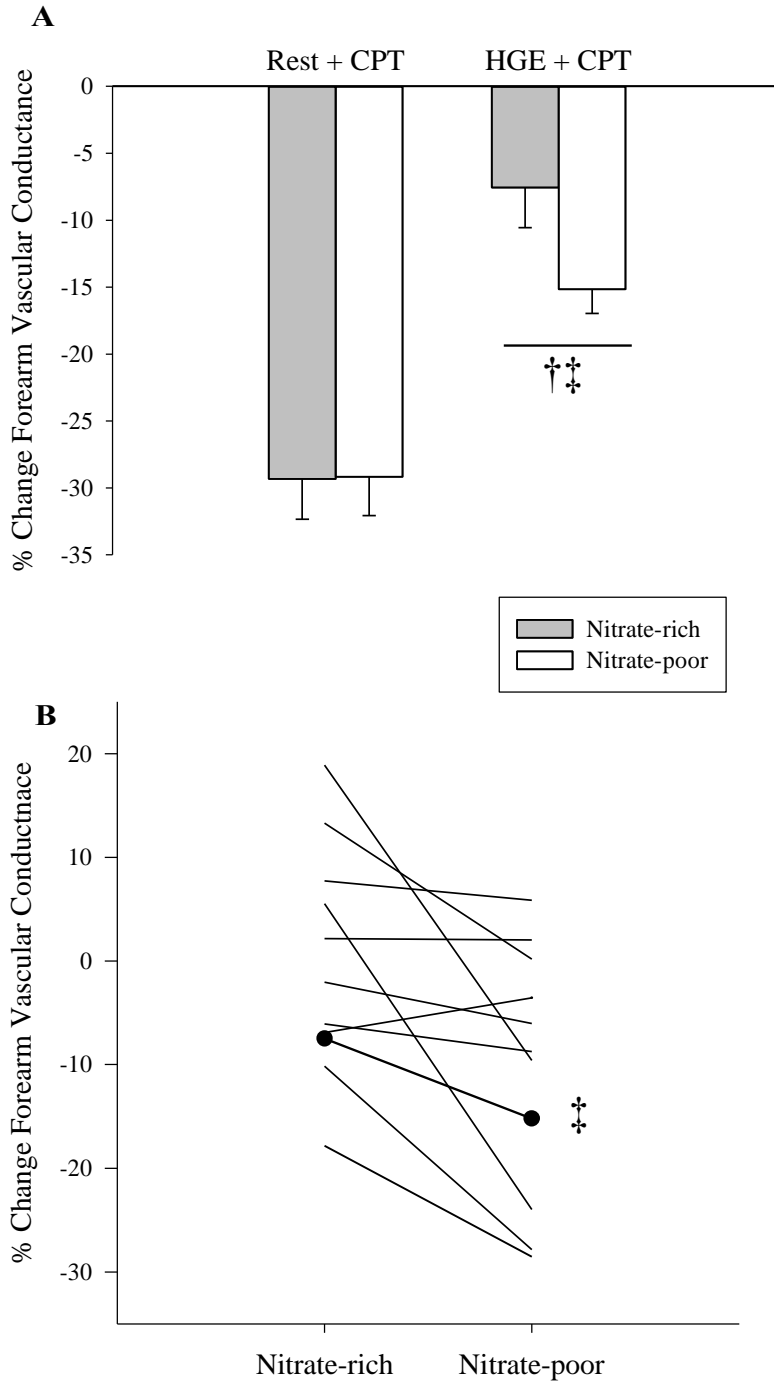 A
Rest + CPT HGE + CPT
% Change Forearm Vascular Conductance
0
-5
-10
-15
-20
-25
-30
-35
†‡
Nitrate-rich
Nitrate-poor
B
% Change Forearm Vascular Conductnace
20
10
0
-10
-20
-30
‡
Nitrate-rich Nitrate-poor